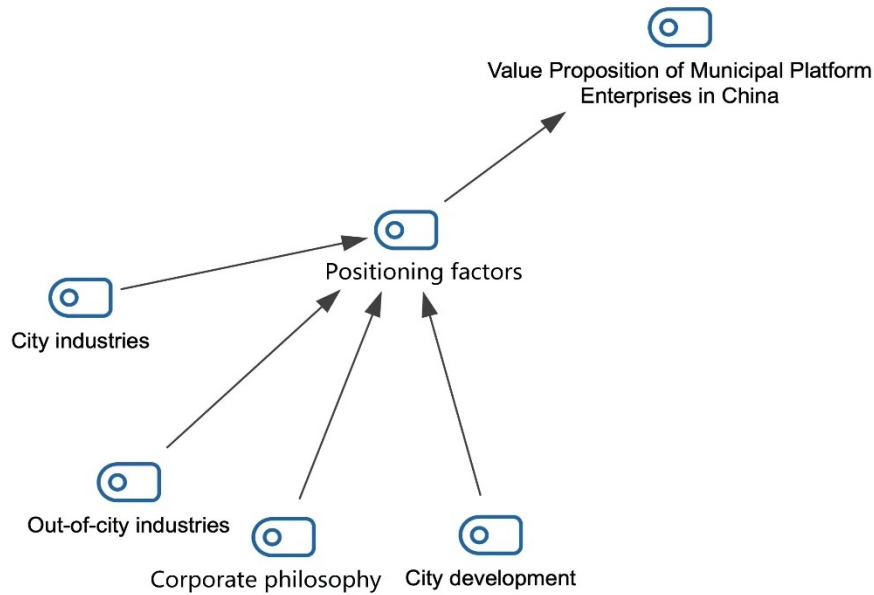 Value Proposition of Municipal Platform
Enterprises in China
Positioning factors
City industries
Out-of-city industries
Corporate philosophy
City development